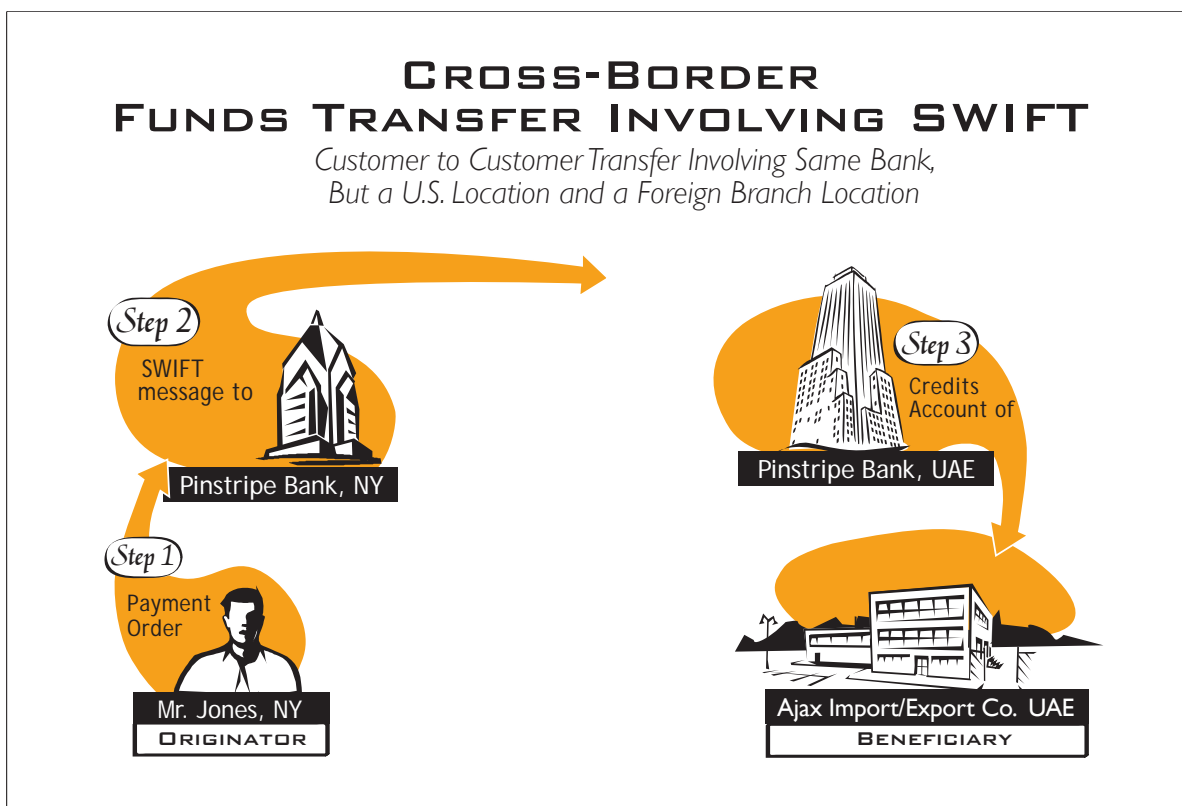 CROSS-BORDER
FUNDS TRANSFER INVOLVING SWIFT
Customer to Customer Transfer Involving Same Bank,
But a U.S. Location and a Foreign Branch Location
Step 2
SWIFT
message to
Pinstripe Bank, NY
Step 1
Payment
Order
Mr. Jones, NY
ORIGINATOR
Step 3
Credits
Account of
Pinstripe Bank, UAE
Ajax Import/Export Co. UAE
BENEFICIARY